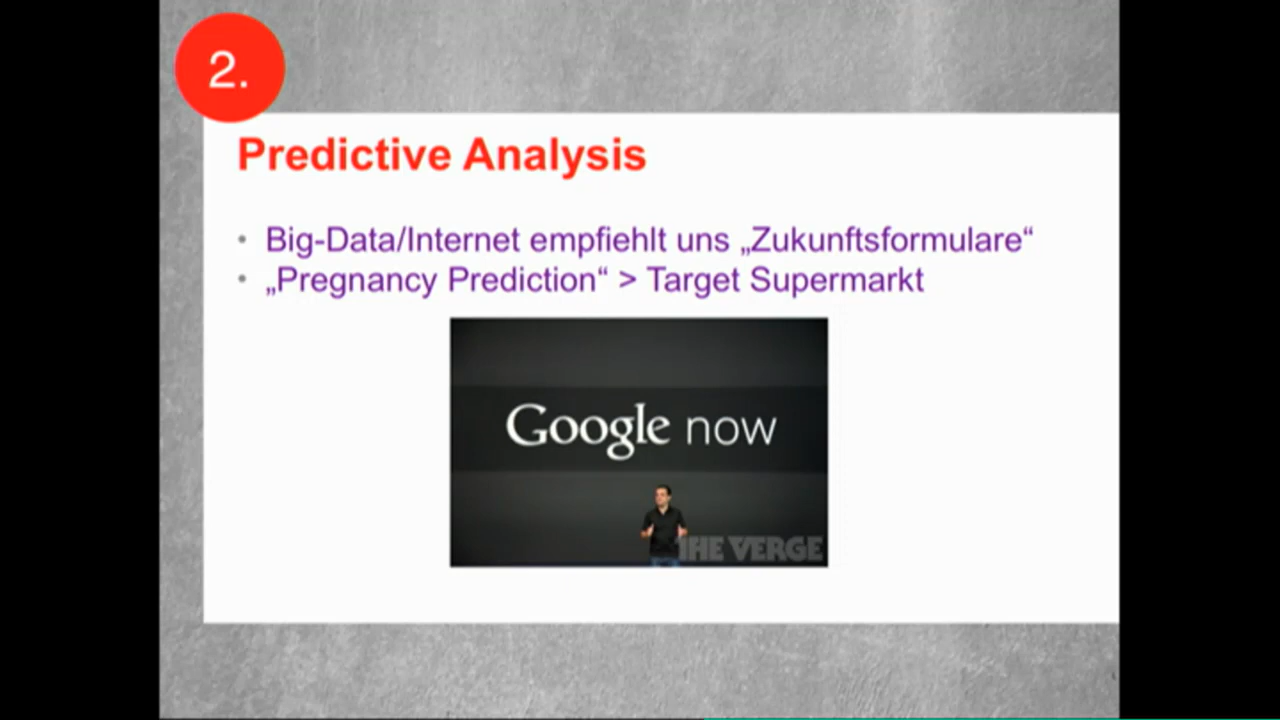 2.
Predictive Analysis
• Big-Data/Internet empfiehlt uns „Zukunftsformulare“
• „Pregnancy Prediction“ > Target Supermarkt
Google now
THE VERGE